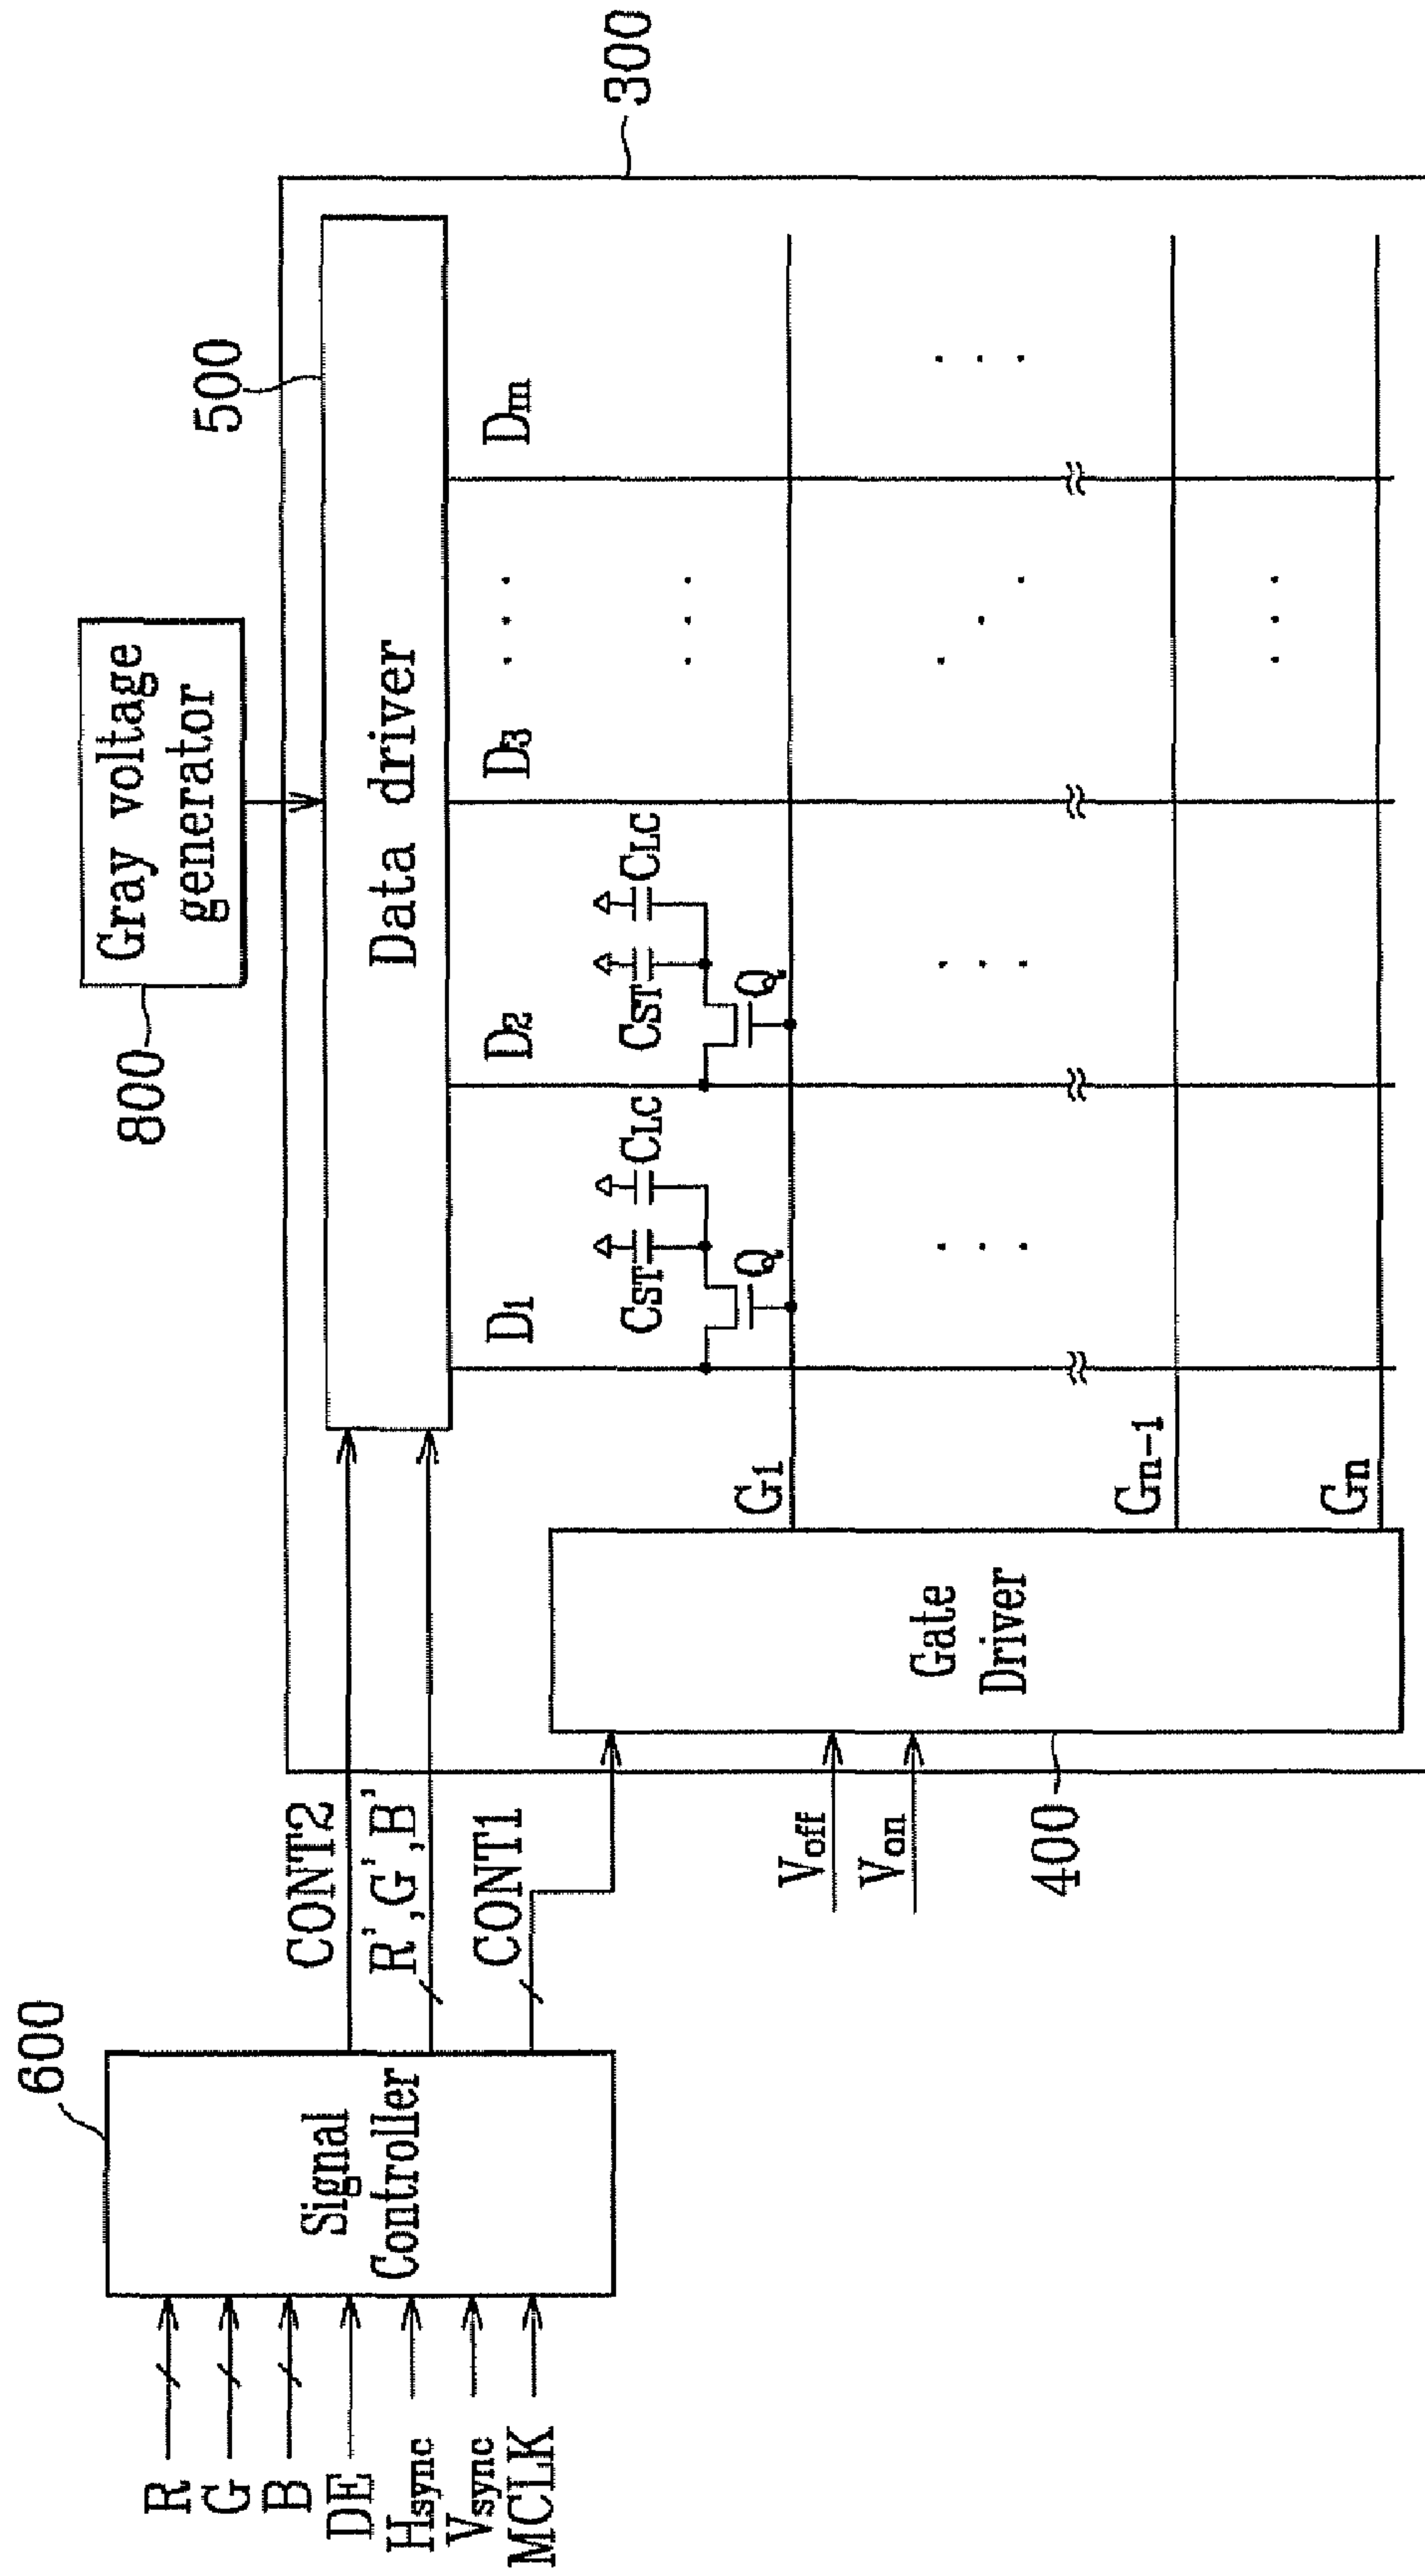 800
Gray voltage
generator
500
300
600
Signal
Controller
R
G
B
DE
Hsync
Vsync
MCLK
CONT2
R',G',B'
CONT1
Data driver
D1
D2
D3
Dm
CST
CLC
CST
CLC
Q
Q
Voff
Von
400
Gate
Driver
G1
Gn-1
Gn